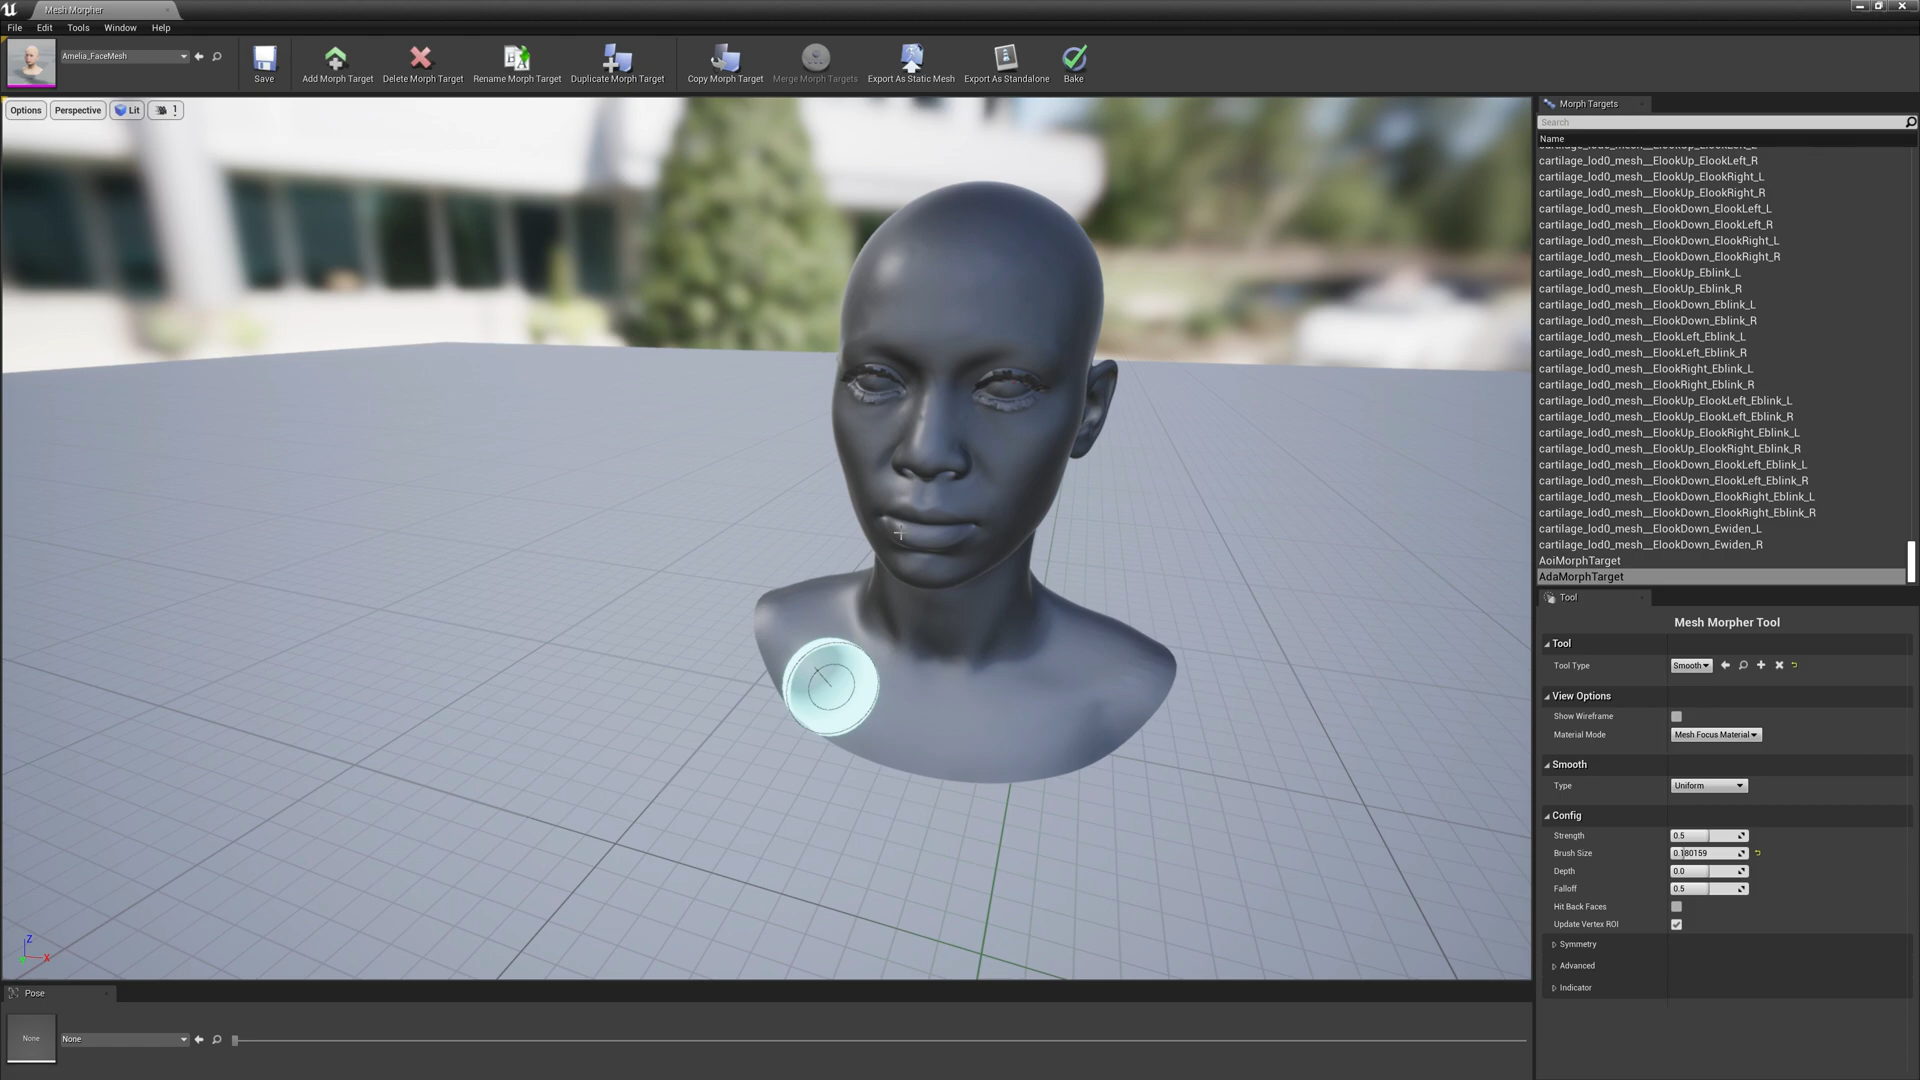 Mesh Morpher
File Edit Tools Window Help
Amelia_FaceMesh
Save
Add Morph Target
Delete Morph Target
Rename Morph Target
Duplicate Morph Target
Copy Morph Target
Merge Morph Targets
Export As Static Mesh
Export As Standalone
Bake
Options
Perspective
Lit
1
Morph Targets
Search
Name
cartilage_lod0_mesh__ElookUp_ElookLeft_L
cartilage_lod0_mesh__ElookUp_ElookLeft_R
cartilage_lod0_mesh__ElookUp_ElookRight_L
cartilage_lod0_mesh__ElookUp_ElookRight_R
cartilage_lod0_mesh__ElookDown_ElookLeft_L
cartilage_lod0_mesh__ElookDown_ElookLeft_R
cartilage_lod0_mesh__ElookDown_ElookRight_L
cartilage_lod0_mesh__ElookDown_ElookRight_R
cartilage_lod0_mesh__ElookUp_Eblink_L
cartilage_lod0_mesh__ElookUp_Eblink_R
cartilage_lod0_mesh__ElookDown_Eblink_L
cartilage_lod0_mesh__ElookDown_Eblink_R
cartilage_lod0_mesh__ElookLeft_Eblink_L
cartilage_lod0_mesh__ElookLeft_Eblink_R
cartilage_lod0_mesh__ElookRight_Eblink_L
cartilage_lod0_mesh__ElookRight_Eblink_R
cartilage_lod0_mesh__ElookUp_ElookLeft_Eblink_L
cartilage_lod0_mesh__ElookUp_ElookLeft_Eblink_R
cartilage_lod0_mesh__ElookUp_ElookRight_Eblink_L
cartilage_lod0_mesh__ElookUp_ElookRight_Eblink_R
cartilage_lod0_mesh__ElookDown_ElookLeft_Eblink_L
cartilage_lod0_mesh__ElookDown_ElookLeft_Eblink_R
cartilage_lod0_mesh__ElookDown_ElookRight_Eblink_L
cartilage_lod0_mesh__ElookDown_ElookRight_Eblink_R
cartilage_lod0_mesh__ElookDown_Ewiden_L
cartilage_lod0_mesh__ElookDown_Ewiden_R
AoiMorphTarget
AdaMorphTarget
Tool
Mesh Morpher Tool
Tool
Tool Type Smooth
View Options
Show Wireframe
Material Mode Mesh Focus Material
Smooth
Type Uniform
Config
Strength 0.5
Brush Size 0.180159
Depth 0.0
Falloff 0.5
Hit Back Faces
Update Vertex ROI
Symmetry
Advanced
Indicator
Z
X
Pose
None
None